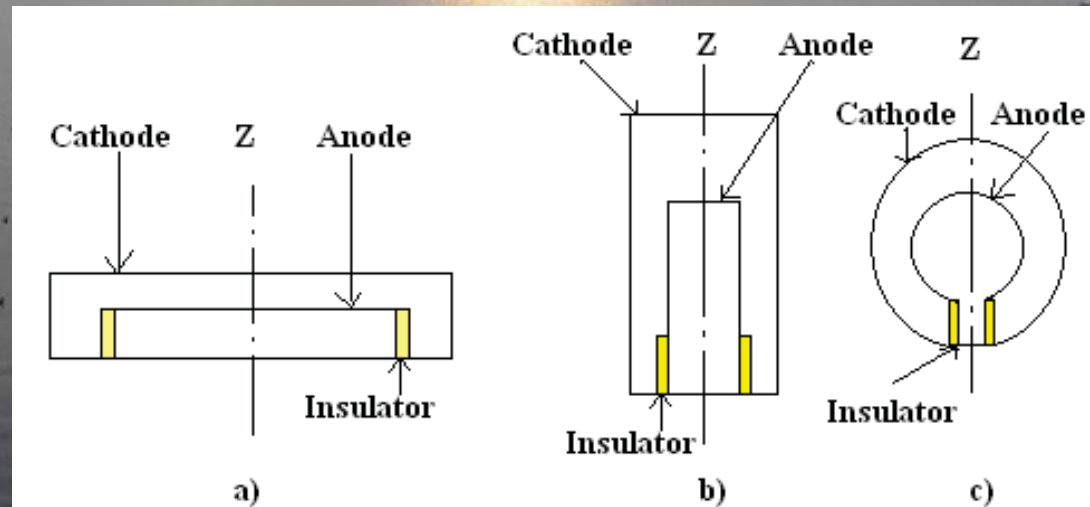 Cathode Z Anode
Insulator
a)
Cathode Z Anode
Insulator
b)
Z
Cathode Anode
Insulator
c)